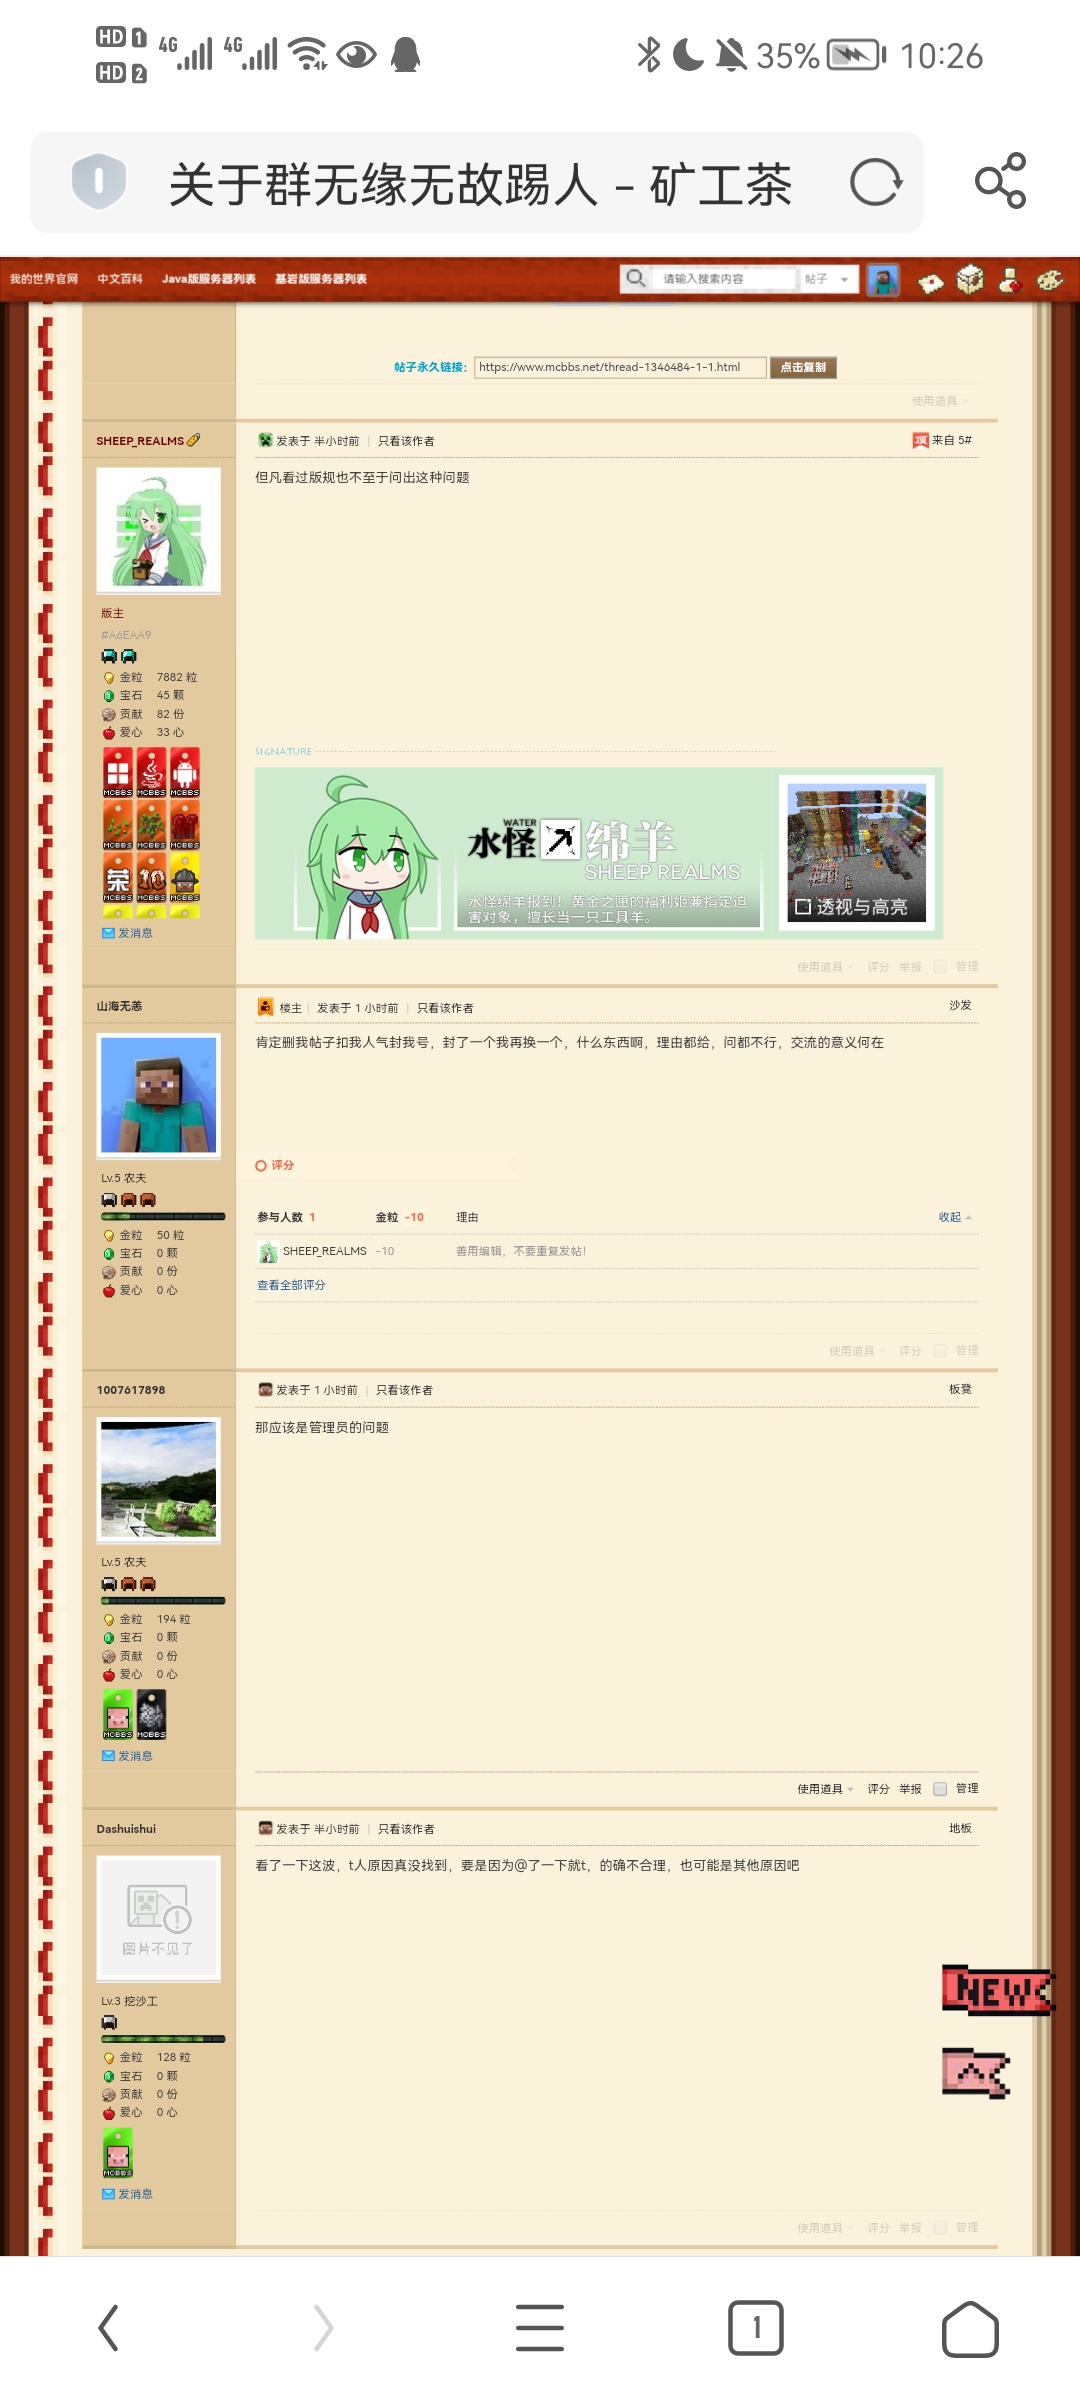 HD 1 4G 4G 35% 10:26
HD 2
关于群无缘无故踢人 - 矿工茶
我的世界官网 中文百科 Java版服务器列表 基岩版服务器列表 请输入搜索内容 帖子
帖子永久链接: https://www.mcbbs.net/thread-1346484-1-1.html 点击复制
使用道具
SHEEP_REALMS 发表于 半小时前 | 只看该作者 顶 来自 5#
但凡看过版规也不至于问出这种问题
版主
#A6EAA9
金粒 7882 粒
宝石 45 颗
贡献 82 份
爱心 33 心
MCBBS MCBBS MCBBS
MCBBS MCBBS MCBBS
荣 10
MCBBS MCBBS MCBBS
发消息
SIGNATURE
WATER
水怪 绵羊
SHEEP REALMS
水怪绵羊报到！黄金之匣的福利姬兼指定迫
害对象，擅长当一只工具羊。
透视与高亮
使用道具 评分 举报 管理
山海无恙 楼主 | 发表于 1 小时前 | 只看该作者 沙发
肯定删我帖子扣我人气封我号，封了一个我再换一个，什么东西啊，理由都给，问都不行，交流的意义何在
Lv.5 农夫
金粒 50 粒
宝石 0 颗
贡献 0 份
爱心 0 心
评分
参与人数 1 金粒 -10 理由 收起
SHEEP_REALMS -10 善用编辑，不要重复发帖！
查看全部评分
使用道具 评分 管理
1007617898 发表于 1 小时前 | 只看该作者 板凳
那应该是管理员的问题
Lv.5 农夫
金粒 194 粒
宝石 0 颗
贡献 0 份
爱心 0 心
MCBBS MCBBS
发消息
使用道具 评分 举报 管理
Dashuishui 发表于 半小时前 | 只看该作者 地板
看了一下这波，t人原因真没找到，要是因为@了一下就t，的确不合理，也可能是其他原因吧
图片不见了
Lv.3 挖沙工
金粒 128 粒
宝石 0 颗
贡献 0 份
爱心 0 心
MCBBS
发消息
NEW
使用道具 评分 举报 管理
1